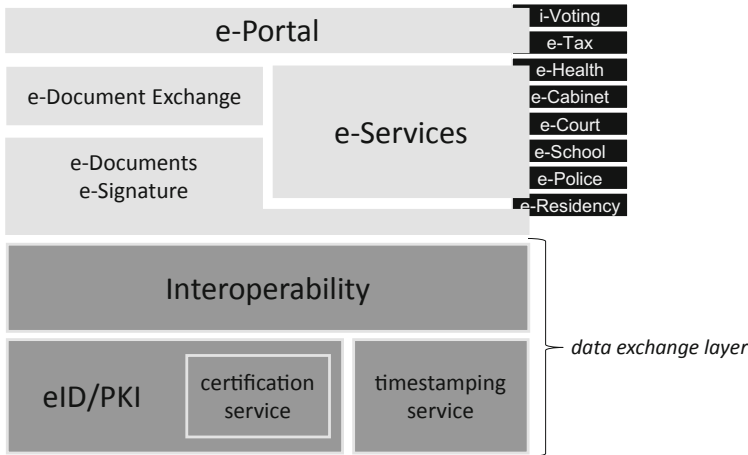 e-Portal
e-Document Exchange
e-Services
e-Documents
e-Signature
i-Voting
e-Tax
e-Health
e-Cabinet
e-Court
e-School
e-Police
e-Residency
Interoperability
data exchange layer
eID/PKI
certification
service
timestamping
service